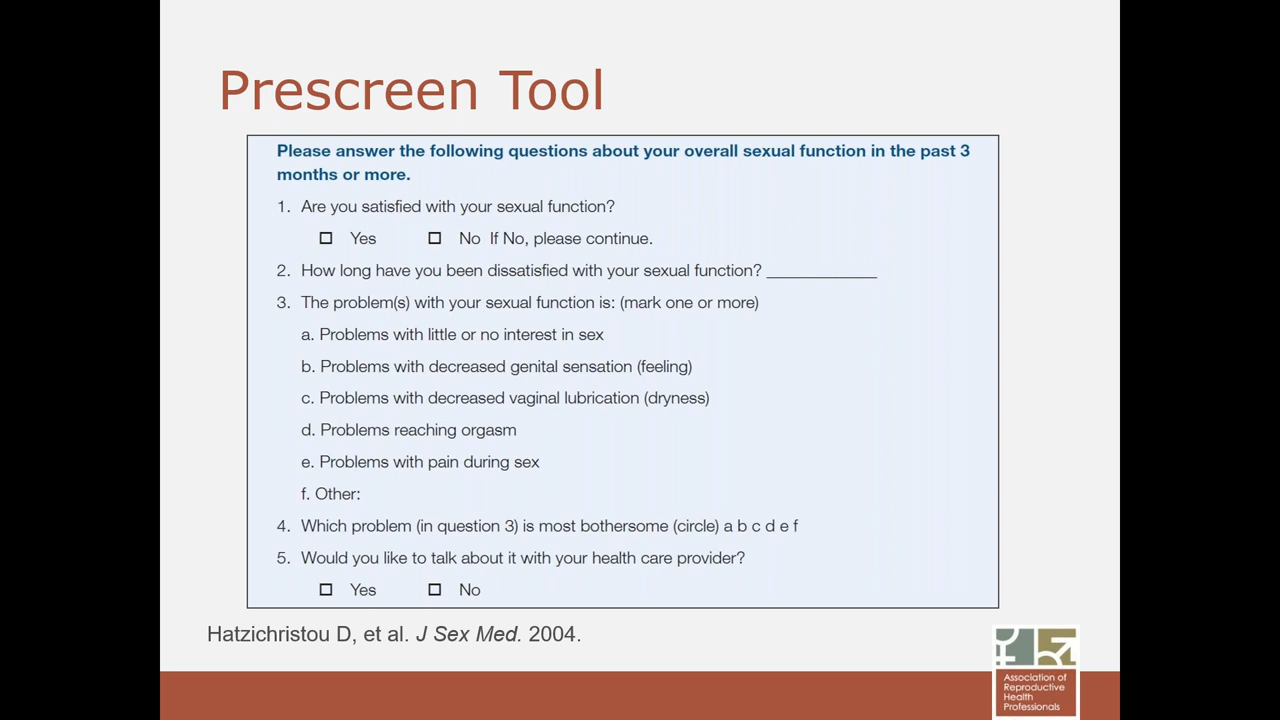 Prescreen Tool
Please answer the following questions about your overall sexual function in the past 3
months or more.
1. Are you satisfied with your sexual function?
☐ Yes ☐ No If No, please continue.
2. How long have you been dissatisfied with your sexual function? _____________
3. The problem(s) with your sexual function is: (mark one or more)
a. Problems with little or no interest in sex
b. Problems with decreased genital sensation (feeling)
c. Problems with decreased vaginal lubrication (dryness)
d. Problems reaching orgasm
e. Problems with pain during sex
f. Other:
4. Which problem (in question 3) is most bothersome (circle) a b c d e f
5. Would you like to talk about it with your health care provider?
☐ Yes ☐ No
Hatzichristou D, et al. J Sex Med. 2004.
Association of
Reproductive
Health
Professionals